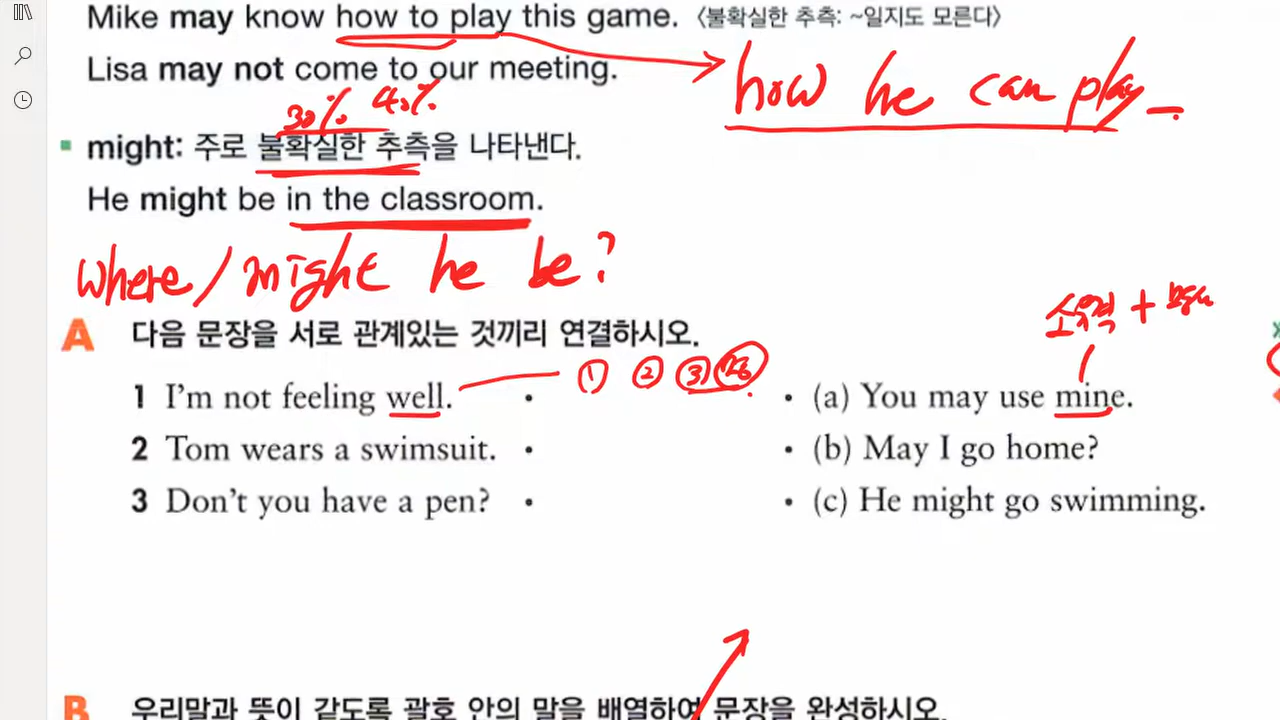 Mike may know how to play this game. 〈불확실한 추측: ~일지도 모른다〉
Lisa may not come to our meeting.
how he can play
30% 40%
might: 주로 불확실한 추측을 나타낸다.
He might be in the classroom.
where/might he be?
소유격 + 명사
A 다음 문장을 서로 관계있는 것끼리 연결하시오.
① ② ③
1 I'm not feeling well. • • (a) You may use mine.
2 Tom wears a swimsuit. • • (b) May I go home?
3 Don't you have a pen? • • (c) He might go swimming.
B 우리말과 뜻이 같도록 괄호 안의 말을 배열하여 문장을 완성하시오.